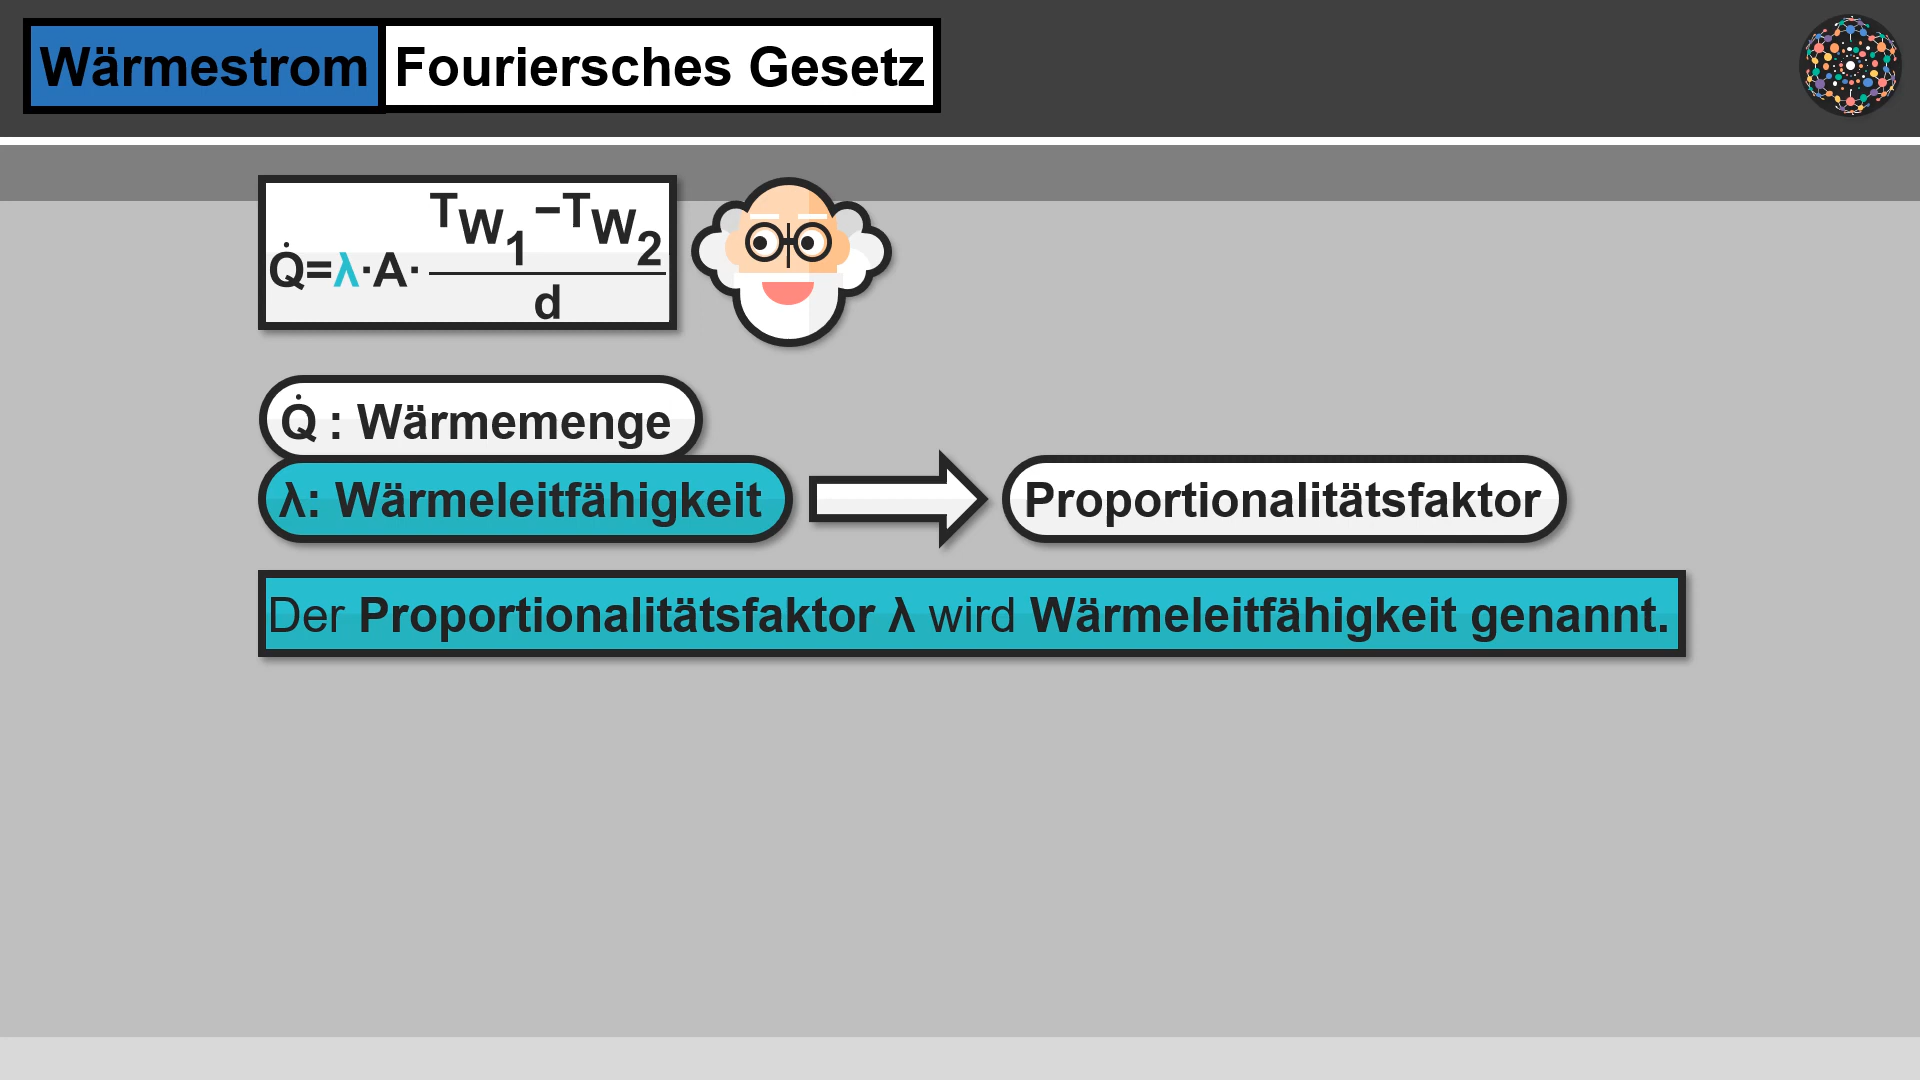 Wärmestrom Fouriersches Gesetz
Q̇=λ·A· (T_W1 − T_W2) / d
Q̇ : Wärmemenge
λ: Wärmeleitfähigkeit Proportionalitätsfaktor
Der Proportionalitätsfaktor λ wird Wärmeleitfähigkeit genannt.